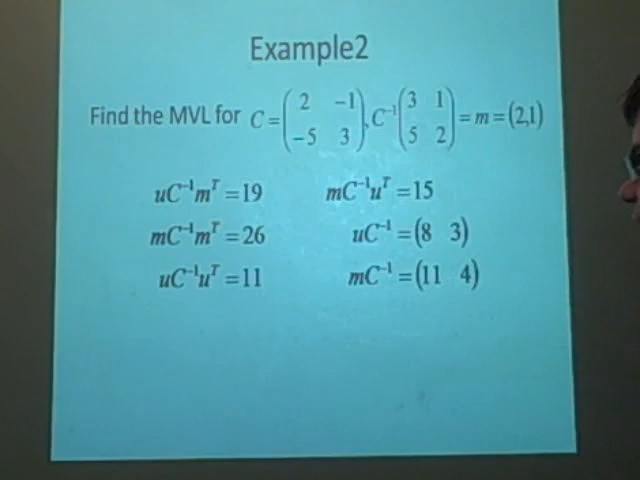 Example2
Find the MVL for C = (2 -1 -5 3), C⁻¹ (3 1 5 2) = m = (2,1)
uC⁻¹mᵀ = 19 mC⁻¹uᵀ = 15
mC⁻¹mᵀ = 26 uC⁻¹ = (8 3)
uC⁻¹uᵀ = 11 mC⁻¹ = (11 4)